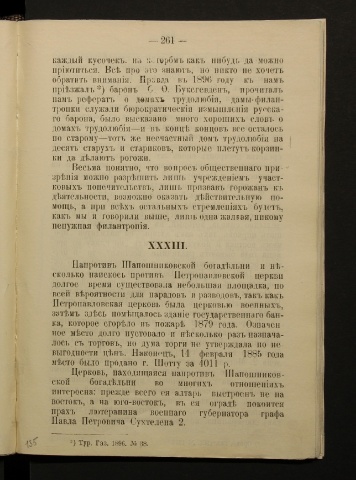 — 261 —
каждый кусочекъ, на которомъ какъ нибудь да можно
пріютиться. Всѣ про это знаютъ, но никто не хочетъ
обратить вниманія. Правда въ 1896 году къ намъ
пріѣзжалъ *) баронъ О. О. Буксгевденъ, прочиталъ
намъ рефератъ о домахъ трудолюбія, дамы-филан-
тропки слушали бюрократическія измышленія русска-
го барона, было высказано много хорошихъ словъ о
домахъ трудолюбія—и въ концѣ концовъ все осталось
по старому—тотъ же несчастный домъ трудолюбія на
десять старухъ и стариковъ, которые плетутъ корзин-
ки да дѣлаютъ рогожи.
Весьма понятно, что вопросъ общественнаго при-
зрѣнія можно разрѣшить лишь учрежденіемъ участ-
ковыхъ попечительствъ, лишь призвавъ горожанъ къ
дѣятельности, возможно оказать дѣйствительную по-
мощь, а при всѣхъ остальныхъ стремленіяхъ будетъ,
какъ мы и говорили выше, лишь одна жалкая, никому
ненужная филантропія.
XXXIII.
Напротивъ Шапошниковской богадѣльни и нѣ-
сколько наискось противъ Петропавловской церкви
долгое время существовала небольшая площадка, по
всей вѣроятности для парадовъ и разводовъ, такъ какъ
Петропавловская церковь была церковью военныхъ,
затѣмъ здѣсь помѣщалось зданіе государственнаго бан-
ка, которое сгорѣло въ пожаръ 1879 года. Означен-
ное мѣсто долго пустовало и нѣсколько разъ назнача-
лось съ торговъ, но дума торги не утверждала по не-
выгодности цѣнъ. Наконецъ, 14 февраля 1885 года
мѣсто было продано г. Шотту за 4011 р.
Церковь, находящаяся напротивъ Шапошников-
ской богадѣльни во многихъ отношеніяхъ
интересна: прежде всего ея алтарь выстроенъ не на
востокъ, а на юго-востокъ, въ ея оградѣ покоится
прахъ лютеранина военнаго губернатора графа
Павла Петровича Сухтелена 2.
*) Тур. Газ. 1896. № 68.
135